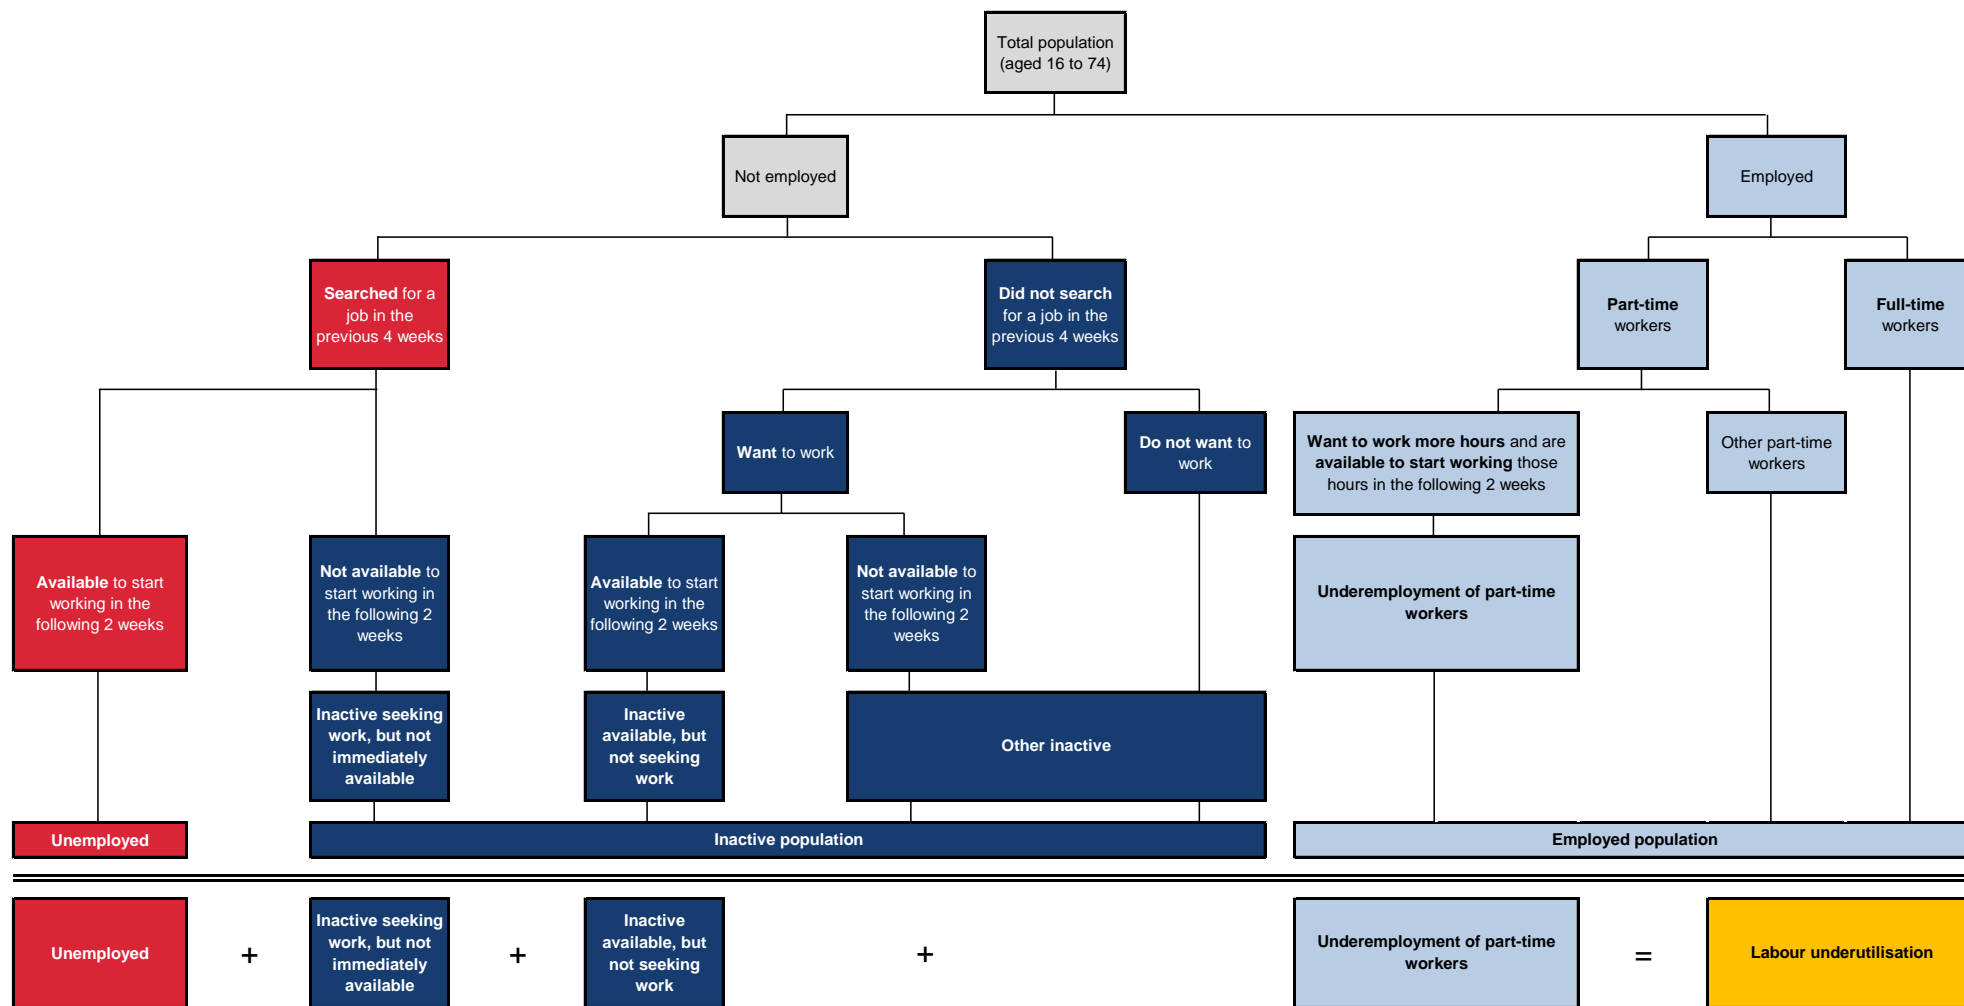 Total population
(aged 16 to 74)
Not employed
Employed
Searched for a
job in the
previous 4 weeks
Did not search
for a job in the
previous 4 weeks
Part-time
workers
Full-time
workers
Want to work
Do not want to
work
Want to work more hours and are
available to start working those
hours in the following 2 weeks
Other part-time
workers
Available to start
working in the
following 2 weeks
Not available to
start working in
the following 2
weeks
Available to start
working in the
following 2 weeks
Not available to
start working in
the following 2
weeks
Underemployment of part-time
workers
Inactive seeking
work, but not
immediately
available
Inactive
available, but
not seeking
work
Other inactive
Unemployed
Inactive population
Employed population
Unemployed
+
Inactive seeking
work, but not
immediately
available
+
Inactive
available, but
not seeking
work
+
Underemployment of part-time
workers
=
Labour underutilisation